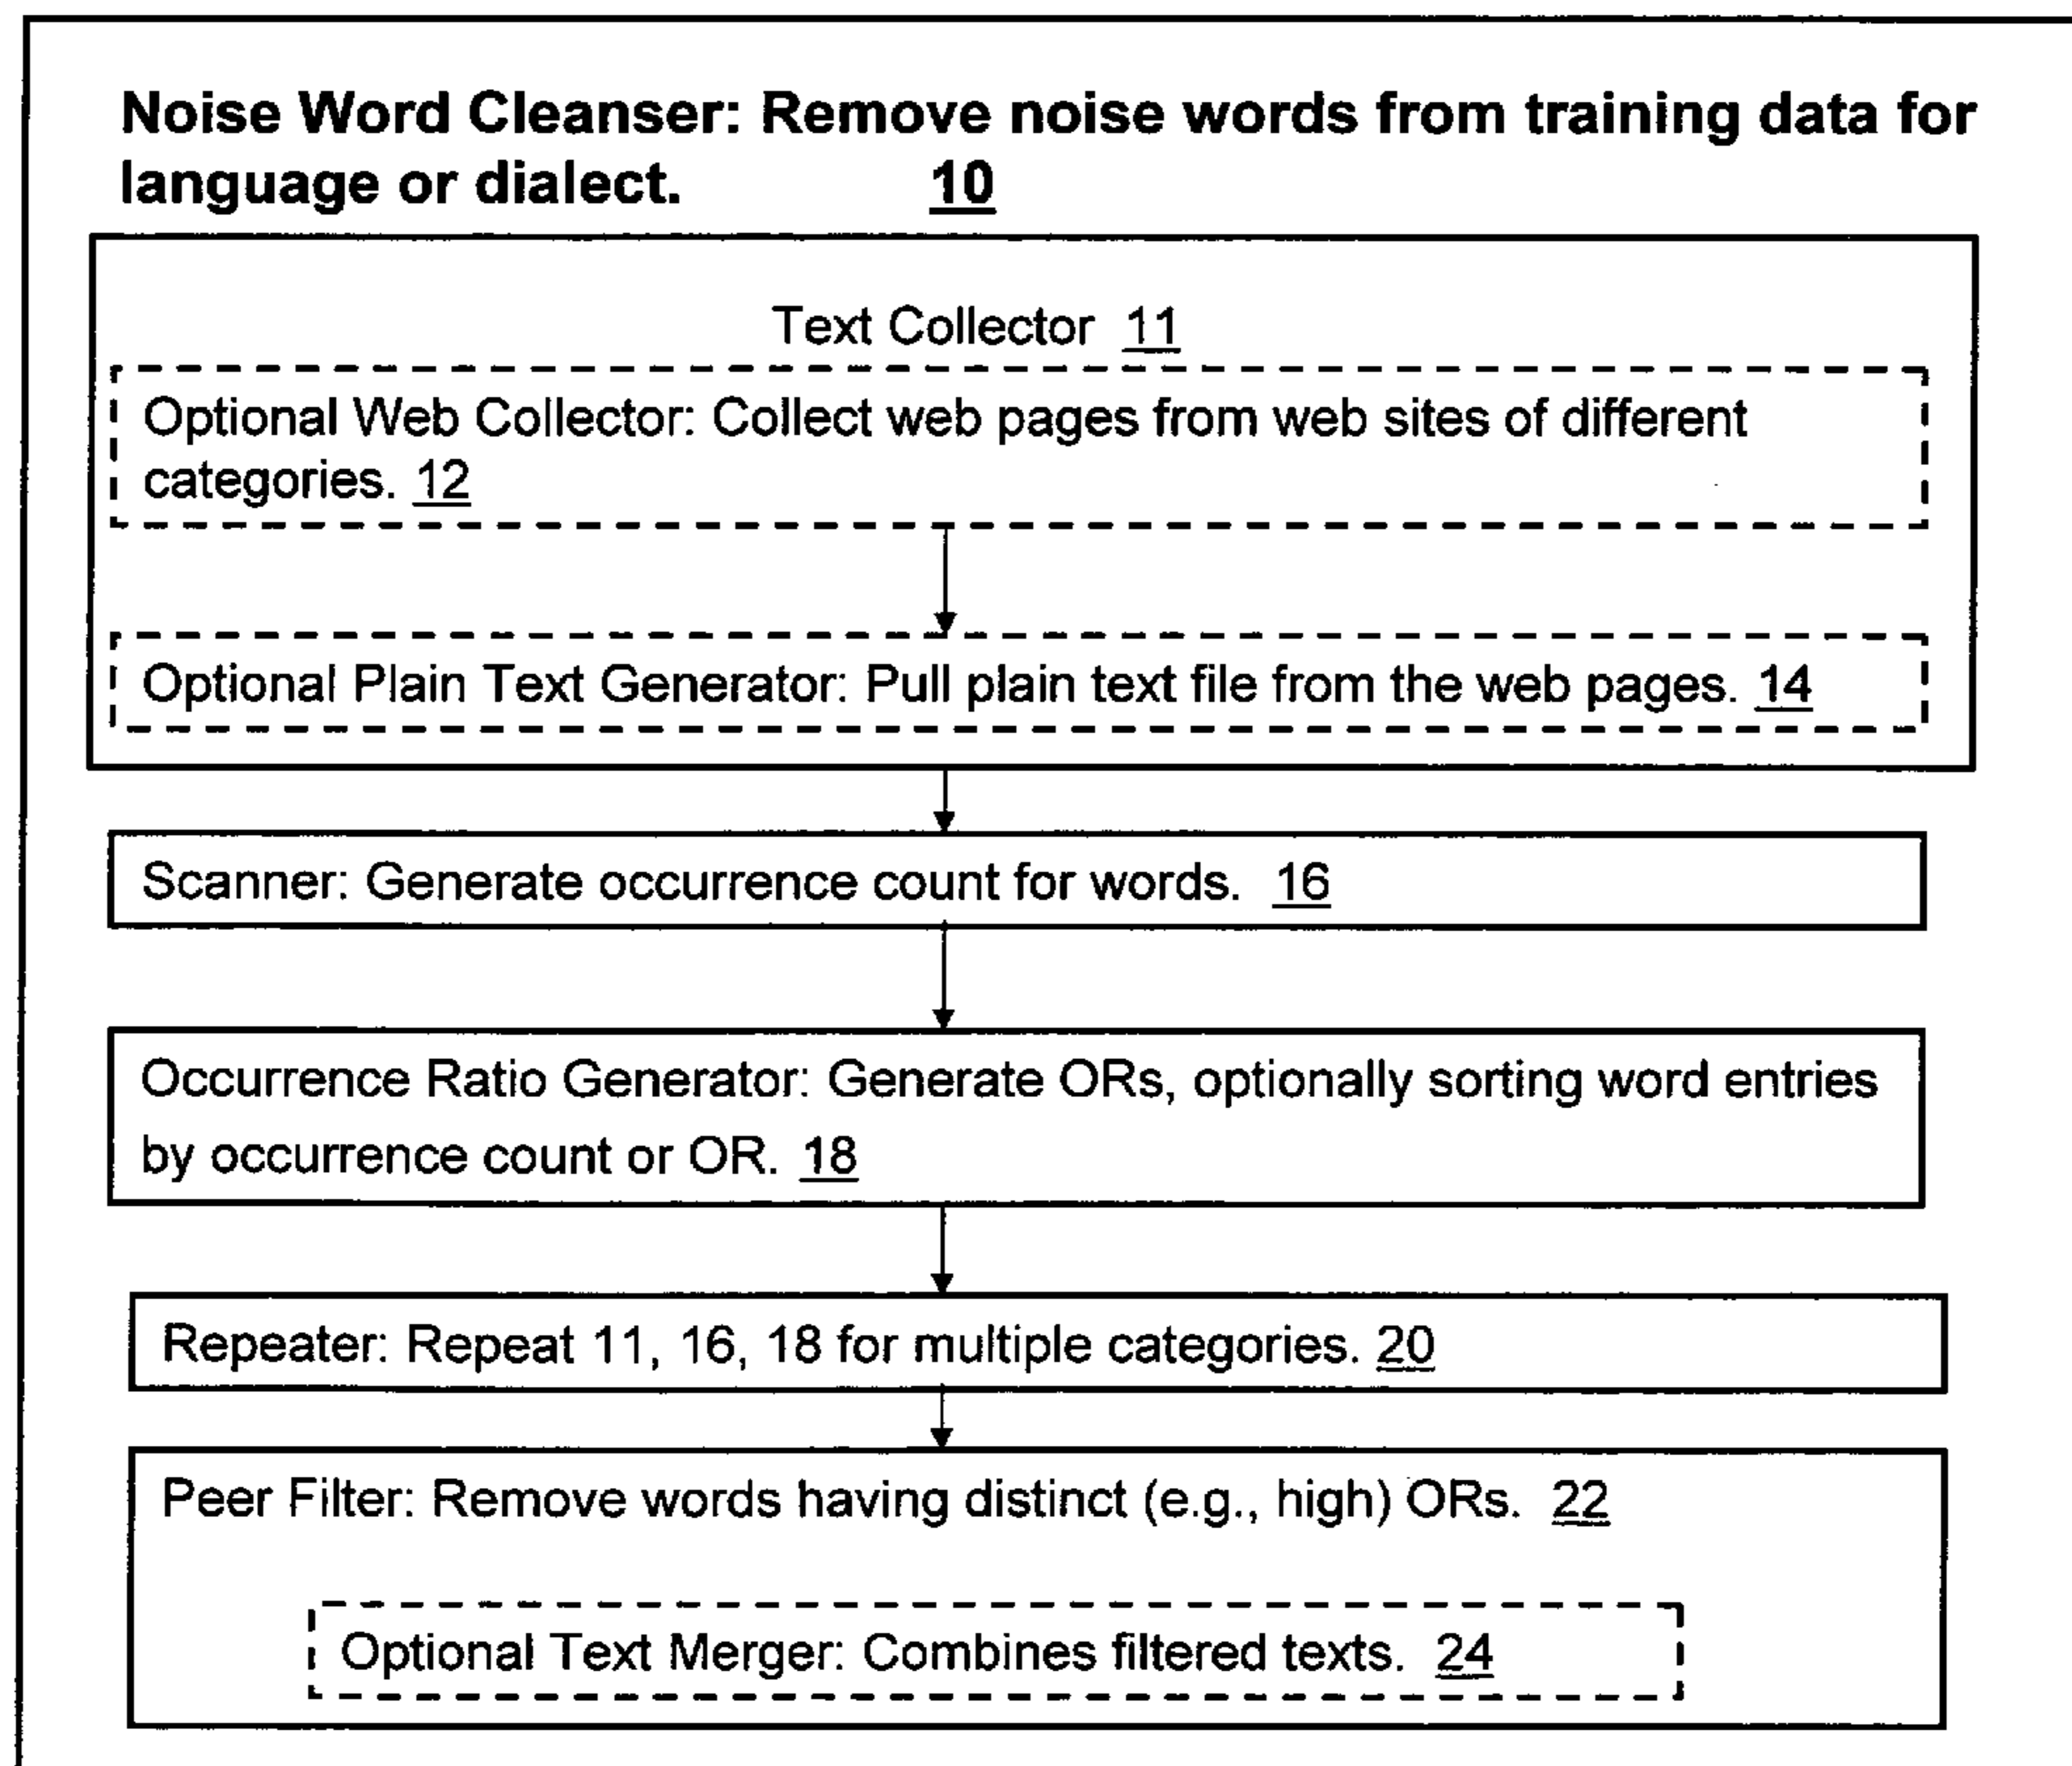 Noise Word Cleanser: Remove noise words from training data for
language or dialect. 10
Text Collector 11
Optional Web Collector: Collect web pages from web sites of different
categories. 12
Optional Plain Text Generator: Pull plain text file from the web pages. 14
Scanner: Generate occurrence count for words. 16
Occurrence Ratio Generator: Generate ORs, optionally sorting word entries
by occurrence count or OR. 18
Repeater: Repeat 11, 16, 18 for multiple categories. 20
Peer Filter: Remove words having distinct (e.g., high) ORs. 22
Optional Text Merger: Combines filtered texts. 24